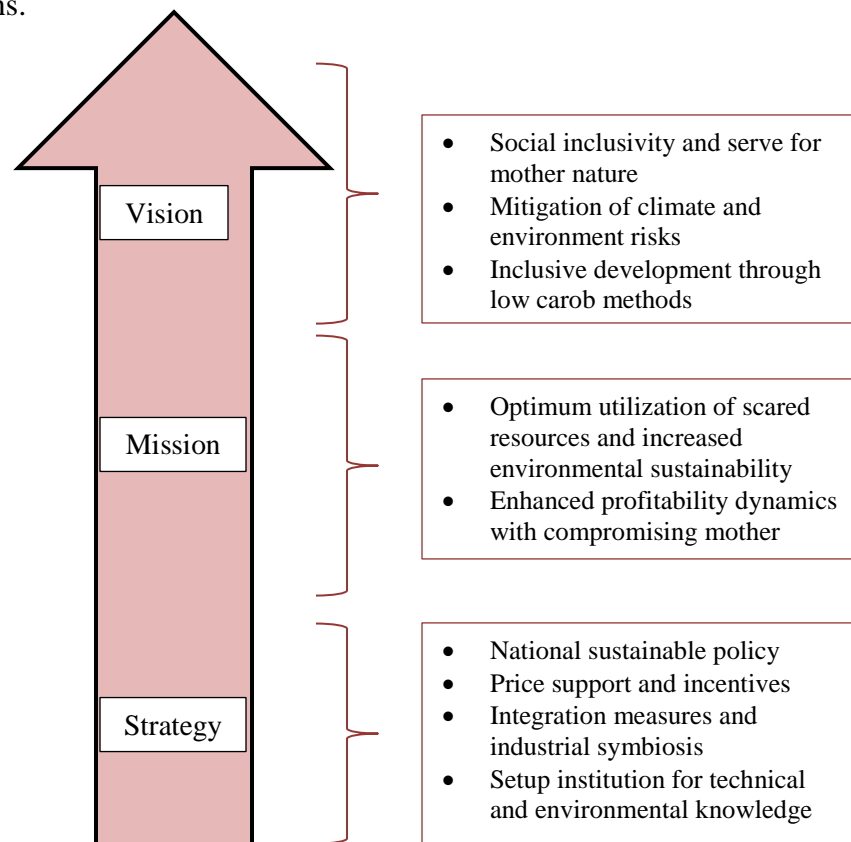 ns.
Vision
• Social inclusivity and serve for
mother nature
• Mitigation of climate and
environment risks
• Inclusive development through
low carob methods
Mission
• Optimum utilization of scared
resources and increased
environmental sustainability
• Enhanced profitability dynamics
with compromising mother
Strategy
• National sustainable policy
• Price support and incentives
• Integration measures and
industrial symbiosis
• Setup institution for technical
and environmental knowledge